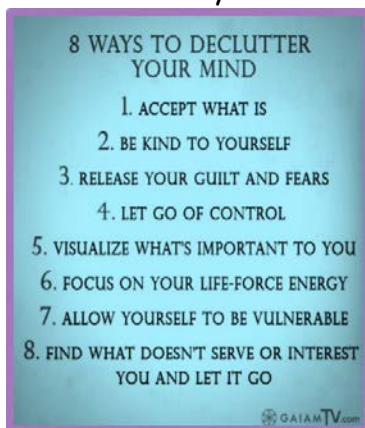 8 WAYS TO DECLUTTER
YOUR MIND
1. ACCEPT WHAT IS
2. BE KIND TO YOURSELF
3. RELEASE YOUR GUILT AND FEARS
4. LET GO OF CONTROL
5. VISUALIZE WHAT'S IMPORTANT TO YOU
6. FOCUS ON YOUR LIFE-FORCE ENERGY
7. ALLOW YOURSELF TO BE VULNERABLE
8. FIND WHAT DOESN'T SERVE OR INTEREST
YOU AND LET IT GO
GAIAMTV.com